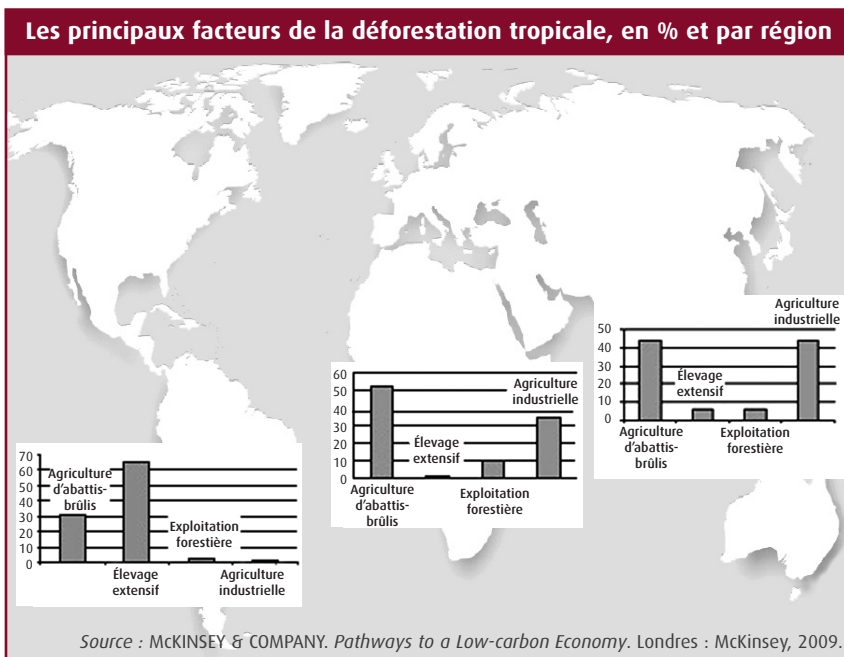 Les principaux facteurs de la déforestation tropicale, en % et par région
70
60
50
40
30
20
10
0
Agriculture
d'abattis-
brûlis
Élevage
extensif
Exploitation
forestière
Agriculture
industrielle
60
50
40
30
20
10
0
Agriculture
d'abattis-
brûlis
Élevage
extensif
Exploitation
forestière
Agriculture
industrielle
50
40
30
20
10
0
Agriculture
d'abattis-
brûlis
Élevage
extensif
Exploitation
forestière
Agriculture
industrielle
Source : McKINSEY & COMPANY. Pathways to a Low-carbon Economy. Londres : McKinsey, 2009.